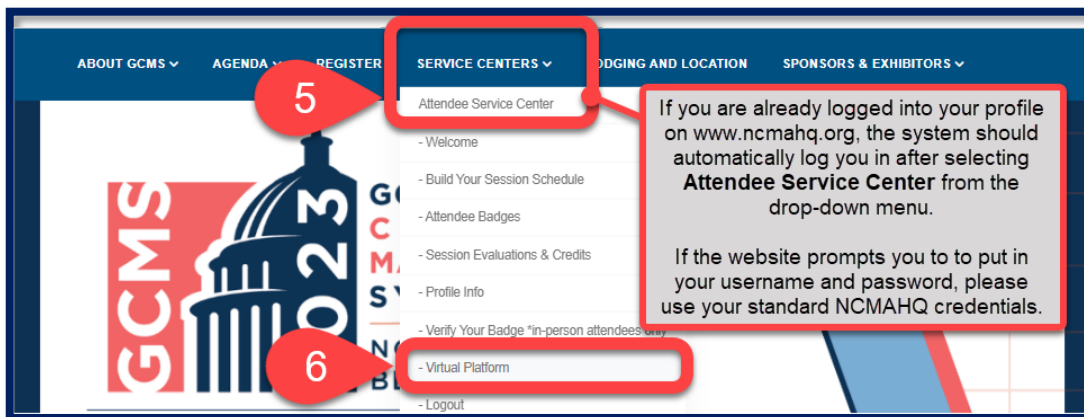 ABOUT GCMS
AGENDA
REGISTER
SERVICE CENTERS
ODGING AND LOCATION
SPONSORS & EXHIBITORS
5
Attendee Service Center
- Welcome
- Build Your Session Schedule
- Attendee Badges
- Session Evaluations & Credits
- Profile Info
- Verify Your Badge *in-person attendees only
- Virtual Platform
- Logout
6
If you are already logged into your profile
on www.ncmahq.org, the system should
automatically log you in after selecting
Attendee Service Center from the
drop-down menu.
If the website prompts you to to put in
your username and password, please
use your standard NCMAHQ credentials.
GCMS
2023